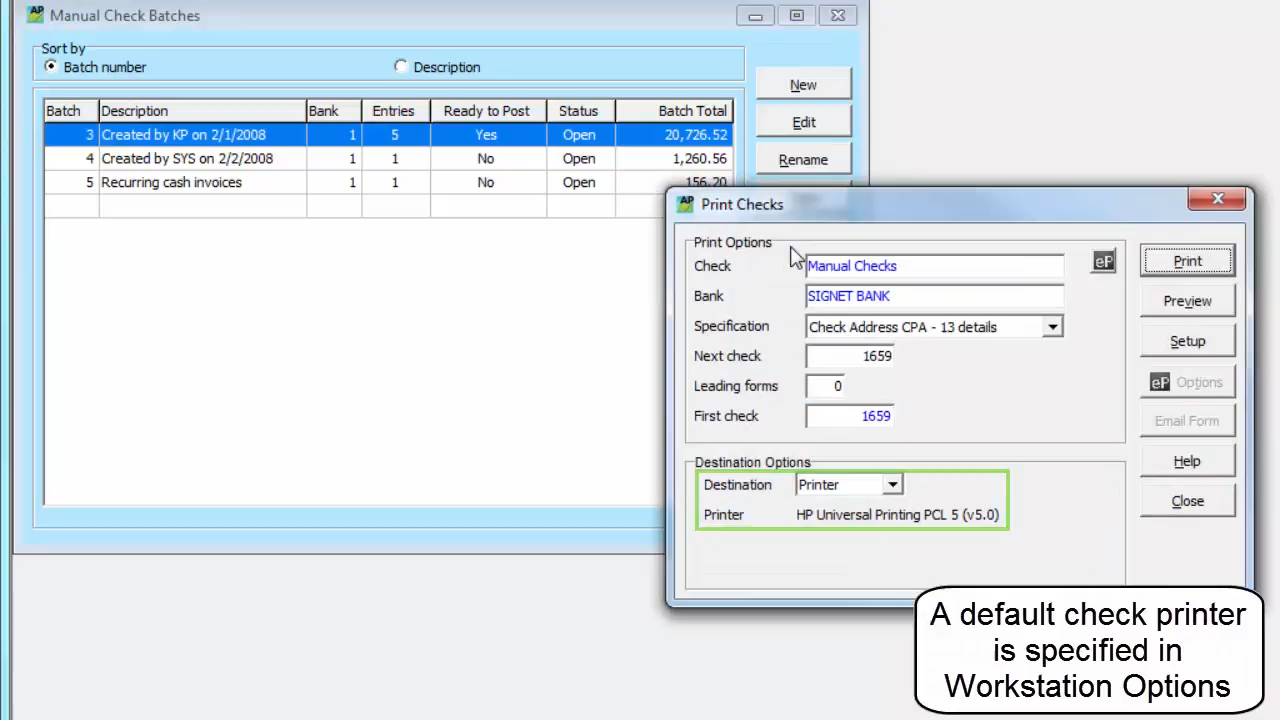 AP Manual Check Batches
Sort by
Batch number
Description
Batch Description Bank Entries Ready to Post Status Batch Total
3 Created by KP on 2/1/2008 1 5 Yes Open 20,726.52
4 Created by SYS on 2/2/2008 1 1 No Open 1,260.56
5 Recurring cash invoices 1 1 No Open 156.20
New
Edit
Rename
AP Print Checks
Print Options
Check Manual Checks
eP
Bank SIGNET BANK
Specification Check Address CPA - 13 details
Next check 1659
Leading forms 0
First check 1659
Destination Options
Destination Printer
Printer HP Universal Printing PCL 5 (v5.0)
Print
Preview
Setup
eP Options
Email Form
Help
Close
A default check printer
is specified in
Workstation Options